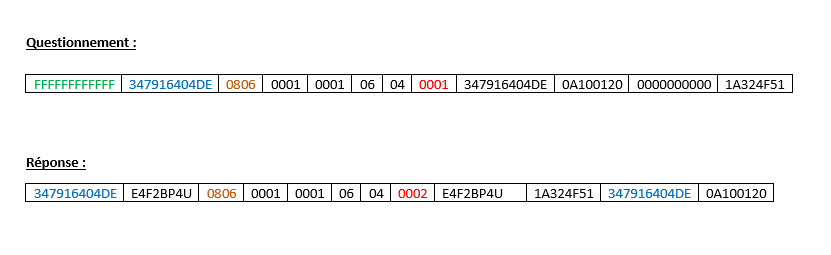 Questionnement :
FFFFFFFFFFFF 347916404DE 0806 0001 0001 06 04 0001 347916404DE 0A100120 0000000000 1A324F51
Réponse :
347916404DE E4F2BP4U 0806 0001 0001 06 04 0002 E4F2BP4U 1A324F51 347916404DE 0A100120